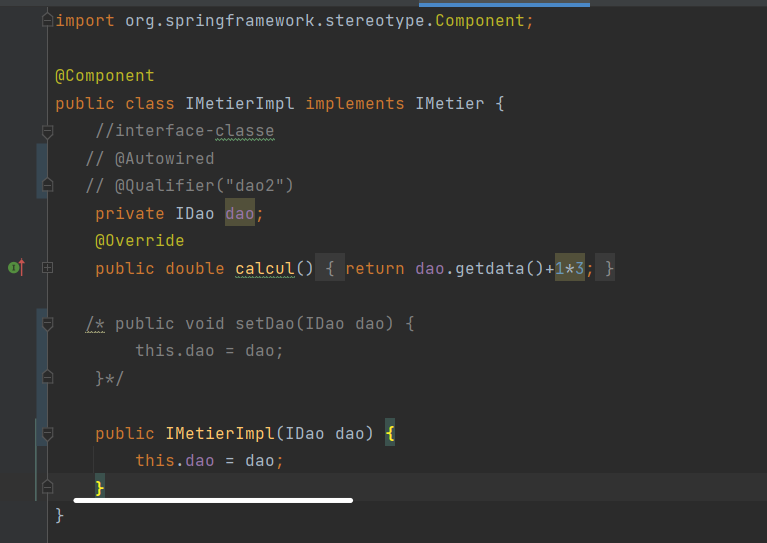 import org.springframework.stereotype.Component;
@Component
public class IMetierImpl implements IMetier {
//interface-classe
// @Autowired
// @Qualifier("dao2")
private IDao dao;
@Override
public double calcul() { return dao.getdata()+1*3; }
/* public void setDao(IDao dao) {
this.dao = dao;
}*/
public IMetierImpl(IDao dao) {
this.dao = dao;
}
}